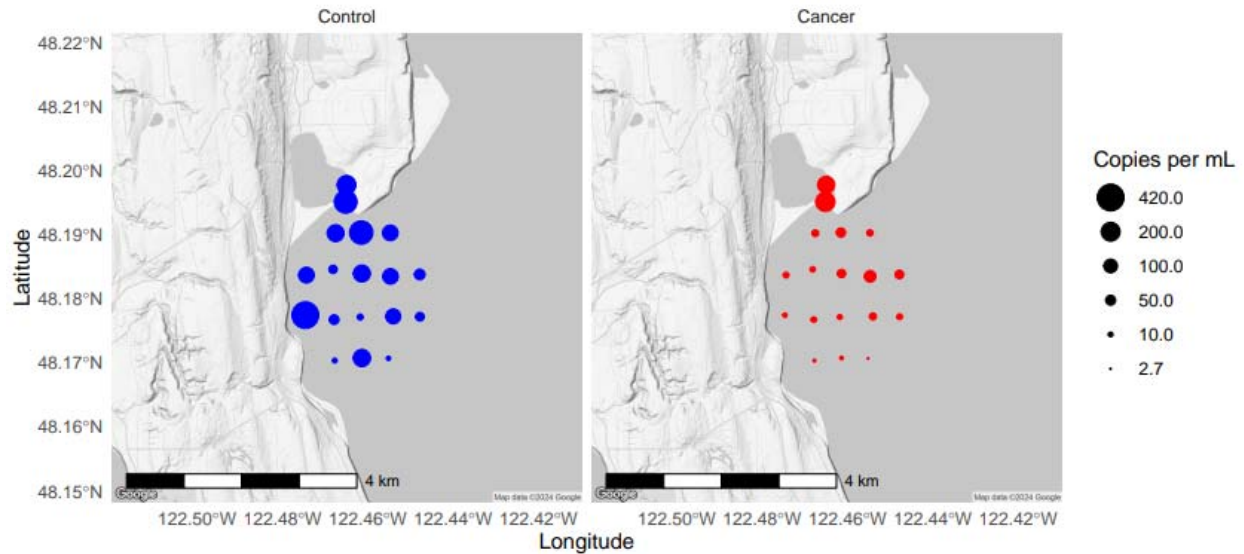 Control
Cancer
48.22°N
48.21°N
48.20°N
48.19°N
48.18°N
48.17°N
48.16°N
48.15°N
Latitude
4 km
Google
Map data ©2024 Google
4 km
Google
Map data ©2024 Google
122.50°W 122.48°W 122.46°W 122.44°W 122.42°W
122.50°W 122.48°W 122.46°W 122.44°W 122.42°W
Longitude
Copies per mL
420.0
200.0
100.0
50.0
10.0
2.7